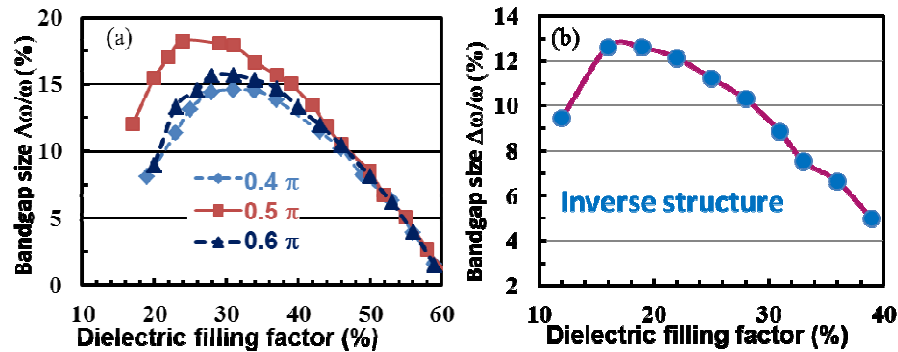 (a)
Bandgap size Δω/ω (%)
20
15
10
5
0
0.4 π
0.5 π
0.6 π
10 20 30 40 50 60
Dielectric filling factor (%)
(b)
Bandgap size Δω/ω (%)
14
12
10
8
6
4
2
Inverse structure
10 20 30 40
Dielectric filling factor (%)